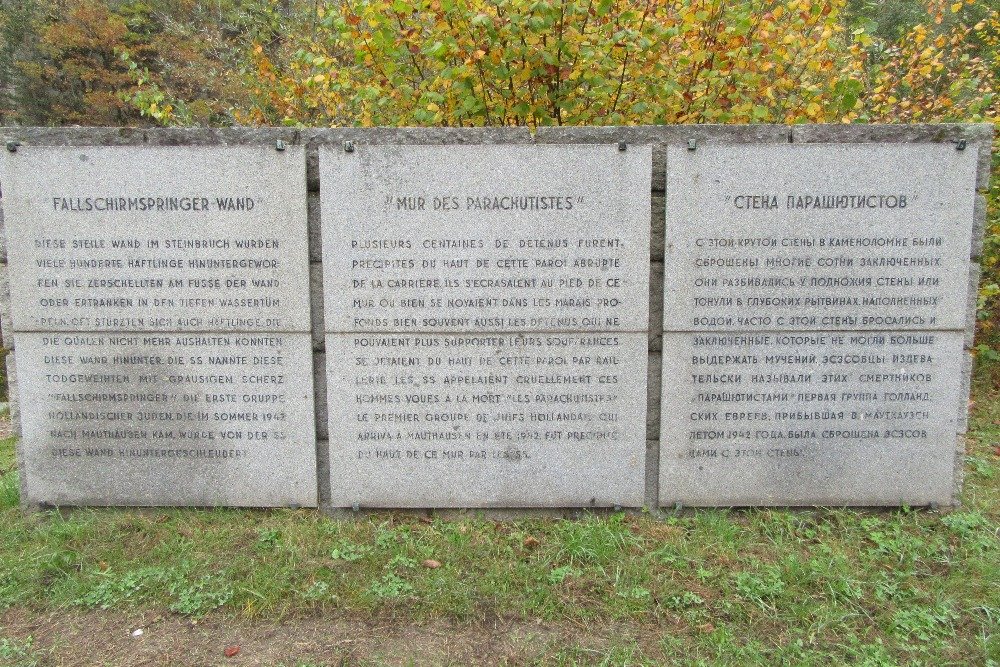 "FALLSCHIRMSPRINGER-WAND"
DIESE STEILE WAND IM STEINBRUCH WURDEN
VIELE HUNDERTE HÄFTLINGE HINUNTERGEWOR-
FEN. SIE ZERSCHELLTEN AM FUSSE DER WAND
ODER ERTRANKEN IN DEN TIEFEN WASSERTÜM-
PELN. OFT STÜRZTEN SICH AUCH HÄFTLINGE, DIE
DIE QUALEN NICHT MEHR AUSHALTEN KONNTEN
DIESE WAND HINUNTER. DIE SS NANNTE DIESE
TODGEWEIHTEN MIT GRAUSIGEM SCHERZ
"FALLSCHIRMSPRINGER". DIE ERSTE GRUPPE
HOLLÄNDISCHER JUDEN, DIE IM SOMMER 1942
NACH MAUTHAUSEN KAM, WURDE VON DER SS
DIESE WAND HINUNTERGESCHLEUDERT.
"MUR DES PARACHUTISTES"
PLUSIEURS CENTAINES DE DETENUS FURENT
PRECIPITES DU HAUT DE CETTE PAROI ABRUPTE
DE LA CARRIERE. ILS S'ECRASAIENT AU PIED DE CE
MUR OU BIEN SE NOYAIENT DANS LES MARAIS PRO-
FONDS BIEN SOUVENT AUSSI LES DETENUS QUI NE
POUVAIENT PLUS SUPPORTER LEURS SOUFFRANCES
SE JETAIENT DU HAUT DE CETTE PAROI PAR RAIL-
LERIE LES SS APPELAIENT CRUELLEMENT CES
HOMMES VOUES A LA MORT "LES PARACHUTISTES"
LE PREMIER GROUPE DE JUIFS HOLLANDAIS QUI
ARRIVA A MAUTHAUSEN EN ETE 1942, FUT PRECIPITE
DU HAUT DE CE MUR PAR LES SS.
"СТЕНА ПАРАШЮТИСТОВ"
С ЭТОЙ КРУТОЙ СТЕНЫ В КАМЕНОЛОМНЕ БЫЛИ
СБРОШЕНЫ МНОГИЕ СОТНИ ЗАКЛЮЧЕННЫХ
ОНИ РАЗБИВАЛИСЬ У ПОДНОЖИЯ СТЕНЫ ИЛИ
ТОНУЛИ В ГЛУБОКИХ РЫТВИНАХ НАПОЛНЕННЫХ
ВОДОЙ. ЧАСТО С ЭТОЙ СТЕНЫ БРОСАЛИСЬ И
ЗАКЛЮЧЕННЫЕ, КОТОРЫЕ НЕ МОГЛИ БОЛЬШЕ
ВЫДЕРЖАТЬ МУЧЕНИЙ ЭСЭСОВЦЫ ИЗДЕВА-
ТЕЛЬСКИ НАЗЫВАЛИ ЭТИХ СМЕРТНИКОВ
"ПАРАШЮТИСТАМИ" ПЕРВАЯ ГРУППА ГОЛЛАНД-
СКИХ ЕВРЕЕВ, ПРИБЫВШАЯ В МАУТХАУЗЕН
ЛЕТОМ 1942 ГОДА, БЫЛА СБРОШЕНА ЭСЭСОВ-
ЦАМИ С ЭТОЙ СТЕНЫ.